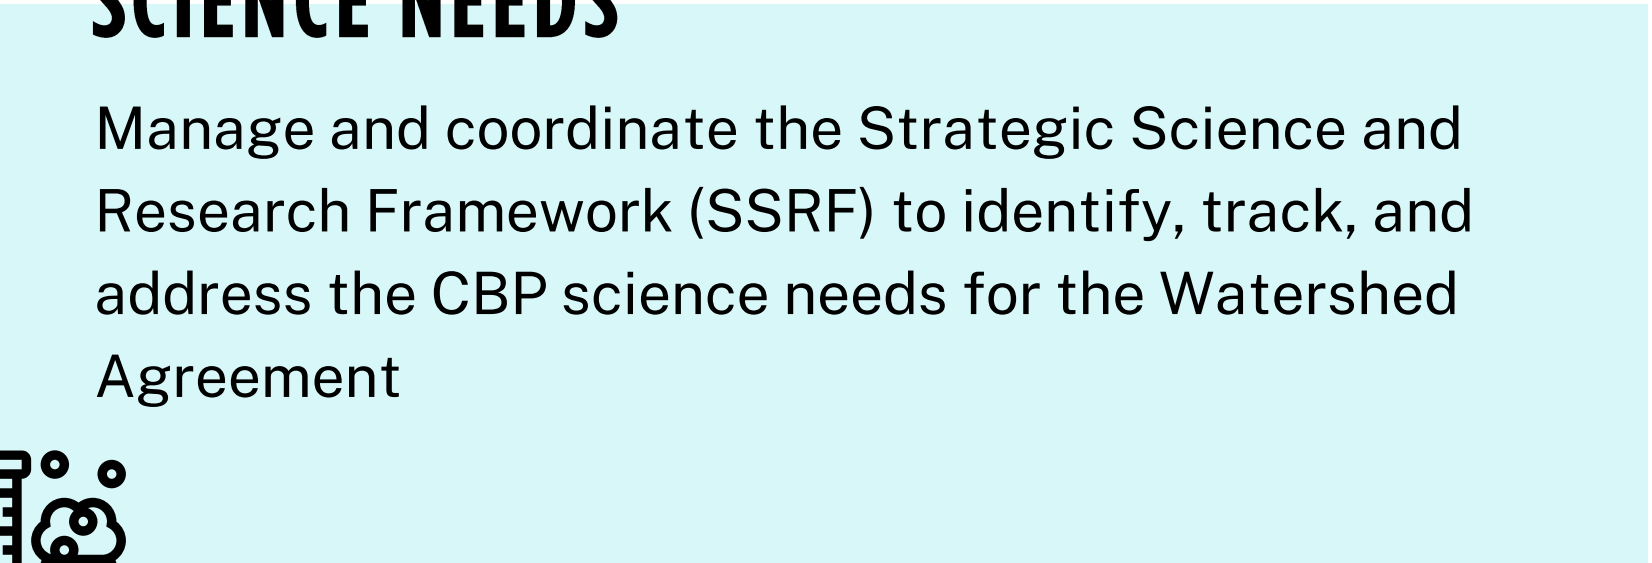 SCIENCE NEEDS
Manage and coordinate the Strategic Science and
Research Framework (SSRF) to identify, track, and
address the CBP science needs for the Watershed
Agreement